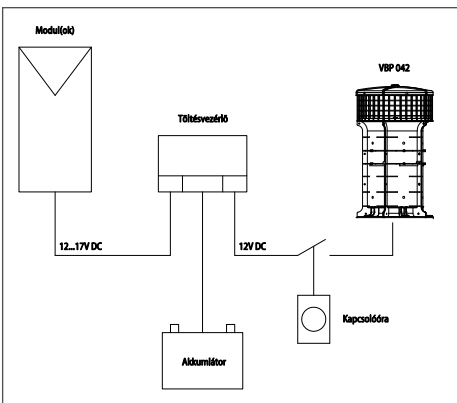 Modul(ok)
VBP 042
Töltésvezérlő
12...17V DC
12V DC
Kapcsolóóra
Akkumlátor